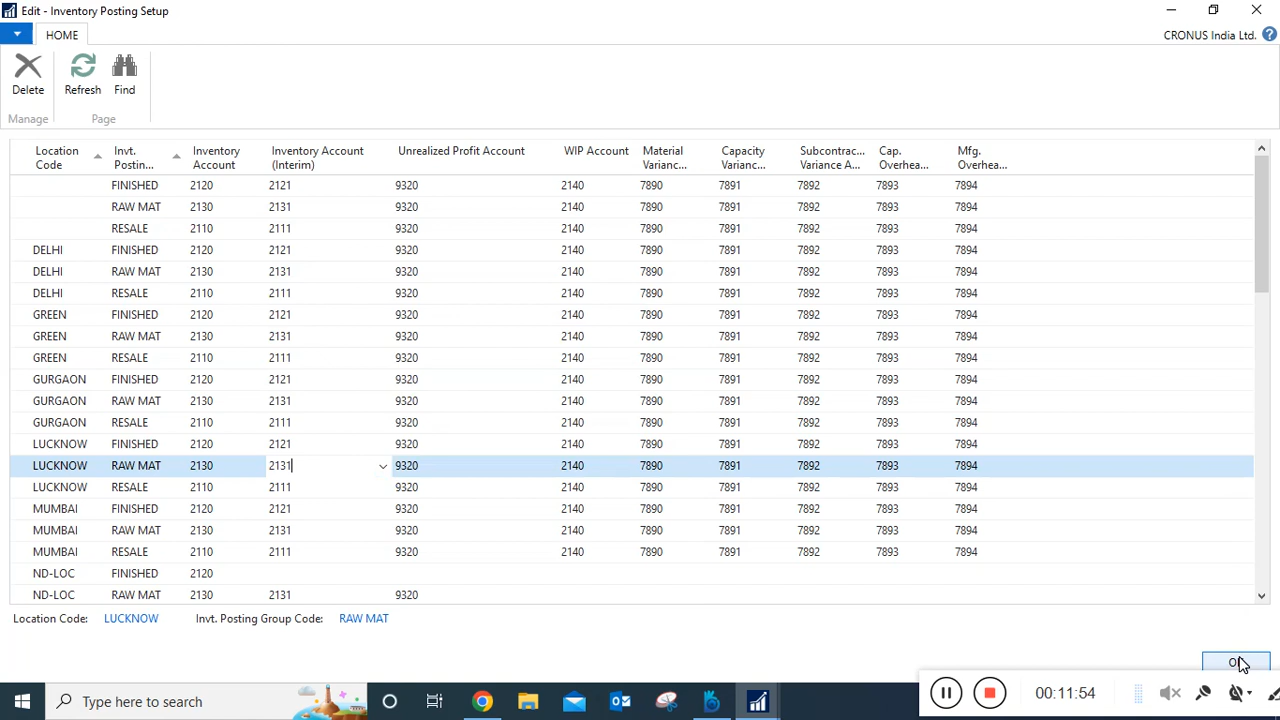 Edit - Inventory Posting Setup
HOME
CRONUS India Ltd.
Delete Refresh Find
Manage Page
Location Code Invt. Postin... Inventory Account Inventory Account (Interim) Unrealized Profit Account WIP Account Material Varianc... Capacity Varianc... Subcontrac... Variance A... Cap. Overhea... Mfg. Overhea...
FINISHED 2120 2121 9320 2140 7890 7891 7892 7893 7894
RAW MAT 2130 2131 9320 2140 7890 7891 7892 7893 7894
RESALE 2110 2111 9320 2140 7890 7891 7892 7893 7894
DELHI FINISHED 2120 2121 9320 2140 7890 7891 7892 7893 7894
DELHI RAW MAT 2130 2131 9320 2140 7890 7891 7892 7893 7894
DELHI RESALE 2110 2111 9320 2140 7890 7891 7892 7893 7894
GREEN FINISHED 2120 2121 9320 2140 7890 7891 7892 7893 7894
GREEN RAW MAT 2130 2131 9320 2140 7890 7891 7892 7893 7894
GREEN RESALE 2110 2111 9320 2140 7890 7891 7892 7893 7894
GURGAON FINISHED 2120 2121 9320 2140 7890 7891 7892 7893 7894
GURGAON RAW MAT 2130 2131 9320 2140 7890 7891 7892 7893 7894
GURGAON RESALE 2110 2111 9320 2140 7890 7891 7892 7893 7894
LUCKNOW FINISHED 2120 2121 9320 2140 7890 7891 7892 7893 7894
LUCKNOW RAW MAT 2130 2131 9320 2140 7890 7891 7892 7893 7894
LUCKNOW RESALE 2110 2111 9320 2140 7890 7891 7892 7893 7894
MUMBAI FINISHED 2120 2121 9320 2140 7890 7891 7892 7893 7894
MUMBAI RAW MAT 2130 2131 9320 2140 7890 7891 7892 7893 7894
MUMBAI RESALE 2110 2111 9320 2140 7890 7891 7892 7893 7894
ND-LOC FINISHED 2120
ND-LOC RAW MAT 2130 2131 9320
Location Code: LUCKNOW Invt. Posting Group Code: RAW MAT
Type here to search
00:11:54